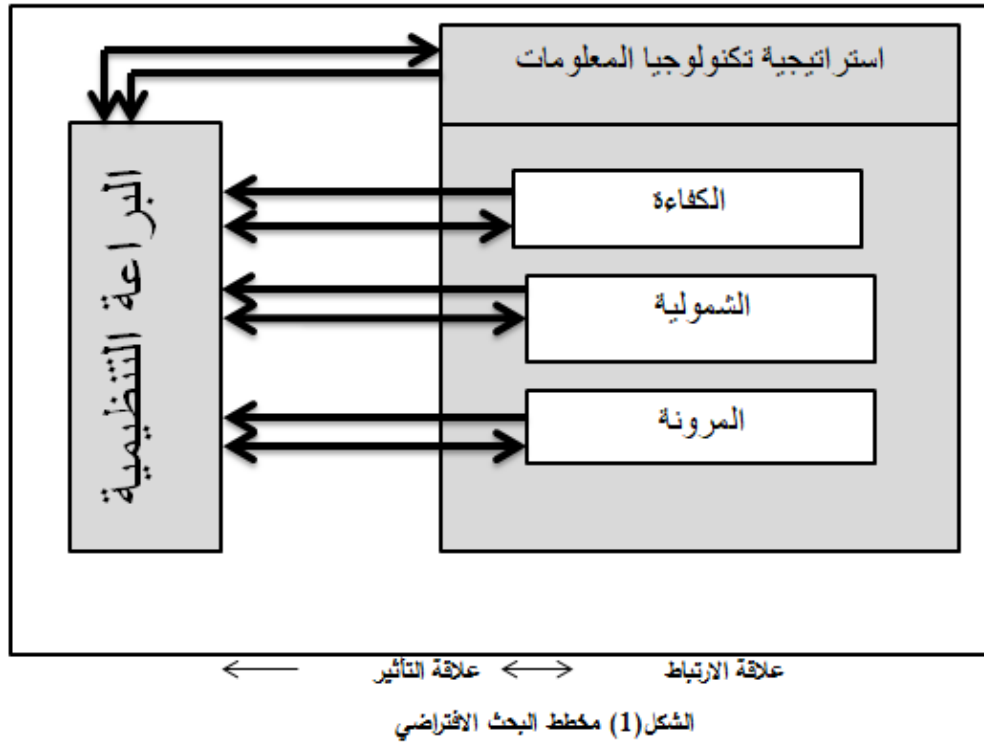 استراتيجية تكنولوجيا المعلومات
الكفاءة
الشمولية
المرونة
البراعة التنظيمية
علاقة الارتباط
علاقة التأثير
الشكل(1) مخطط البحث الافتراضي